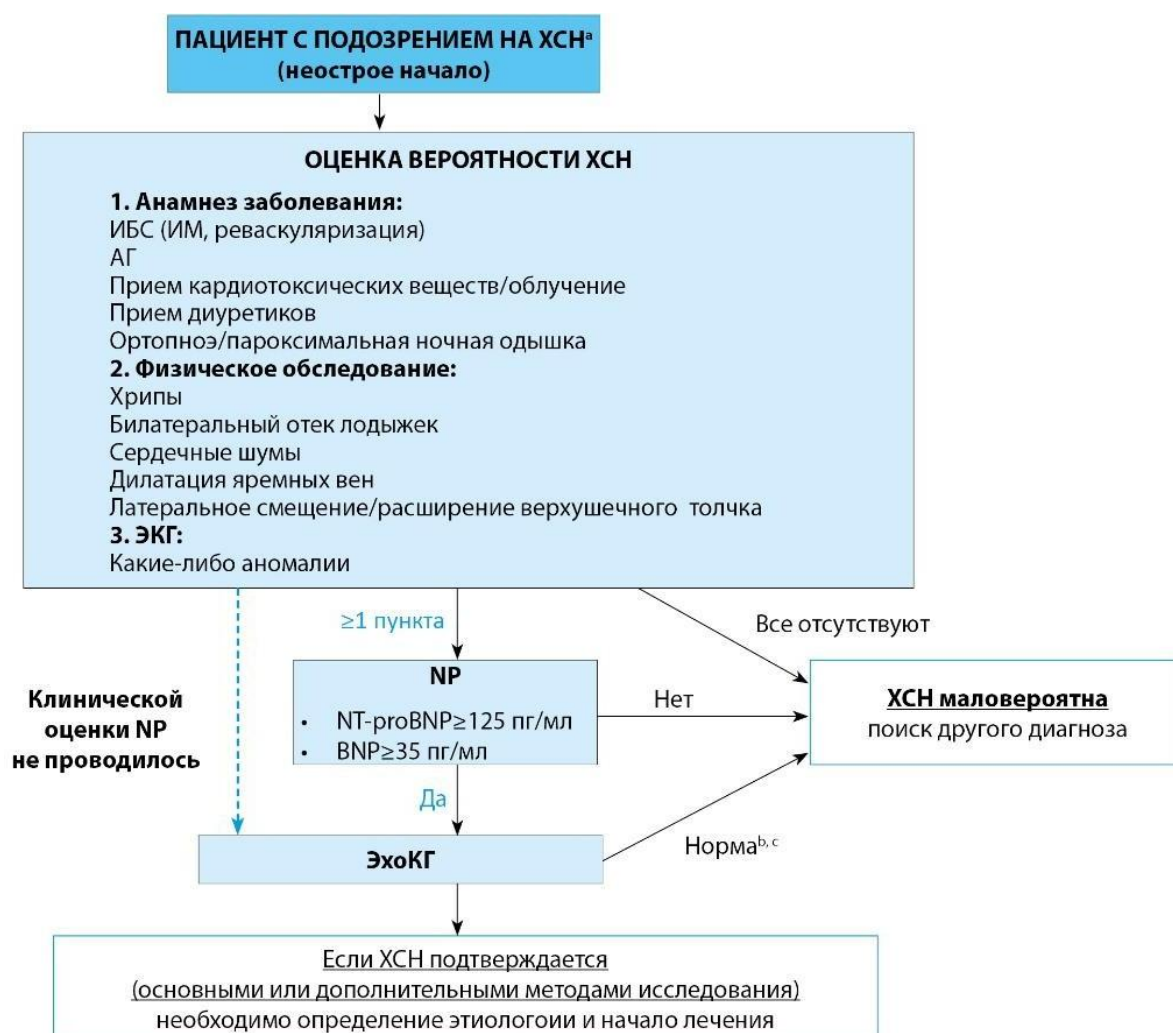 ПАЦИЕНТ С ПОДОЗРЕНИЕМ НА ХСНᵃ
(неострое начало)
ОЦЕНКА ВЕРОЯТНОСТИ ХСН
1. Анамнез заболевания:
ИБС (ИМ, реваскуляризация)
АГ
Прием кардиотоксических веществ/облучение
Прием диуретиков
Ортопноэ/пароксимальная ночная одышка
2. Физическое обследование:
Хрипы
Билатеральный отек лодыжек
Сердечные шумы
Дилатация яремных вен
Латеральное смещение/расширение верхушечного толчка
3. ЭКГ:
Какие-либо аномалии
≥1 пункта
Все отсутствуют
Клинической
оценки NP
не проводилось
NP
• NT-proBNP≥125 пг/мл
• BNP≥35 пг/мл
Нет
ХСН маловероятна
поиск другого диагноза
Да
ЭхоКГ
Нормаᵇ, ᶜ
Если ХСН подтверждается
(основными или дополнительными методами исследования)
необходимо определение этиологоии и начало лечения